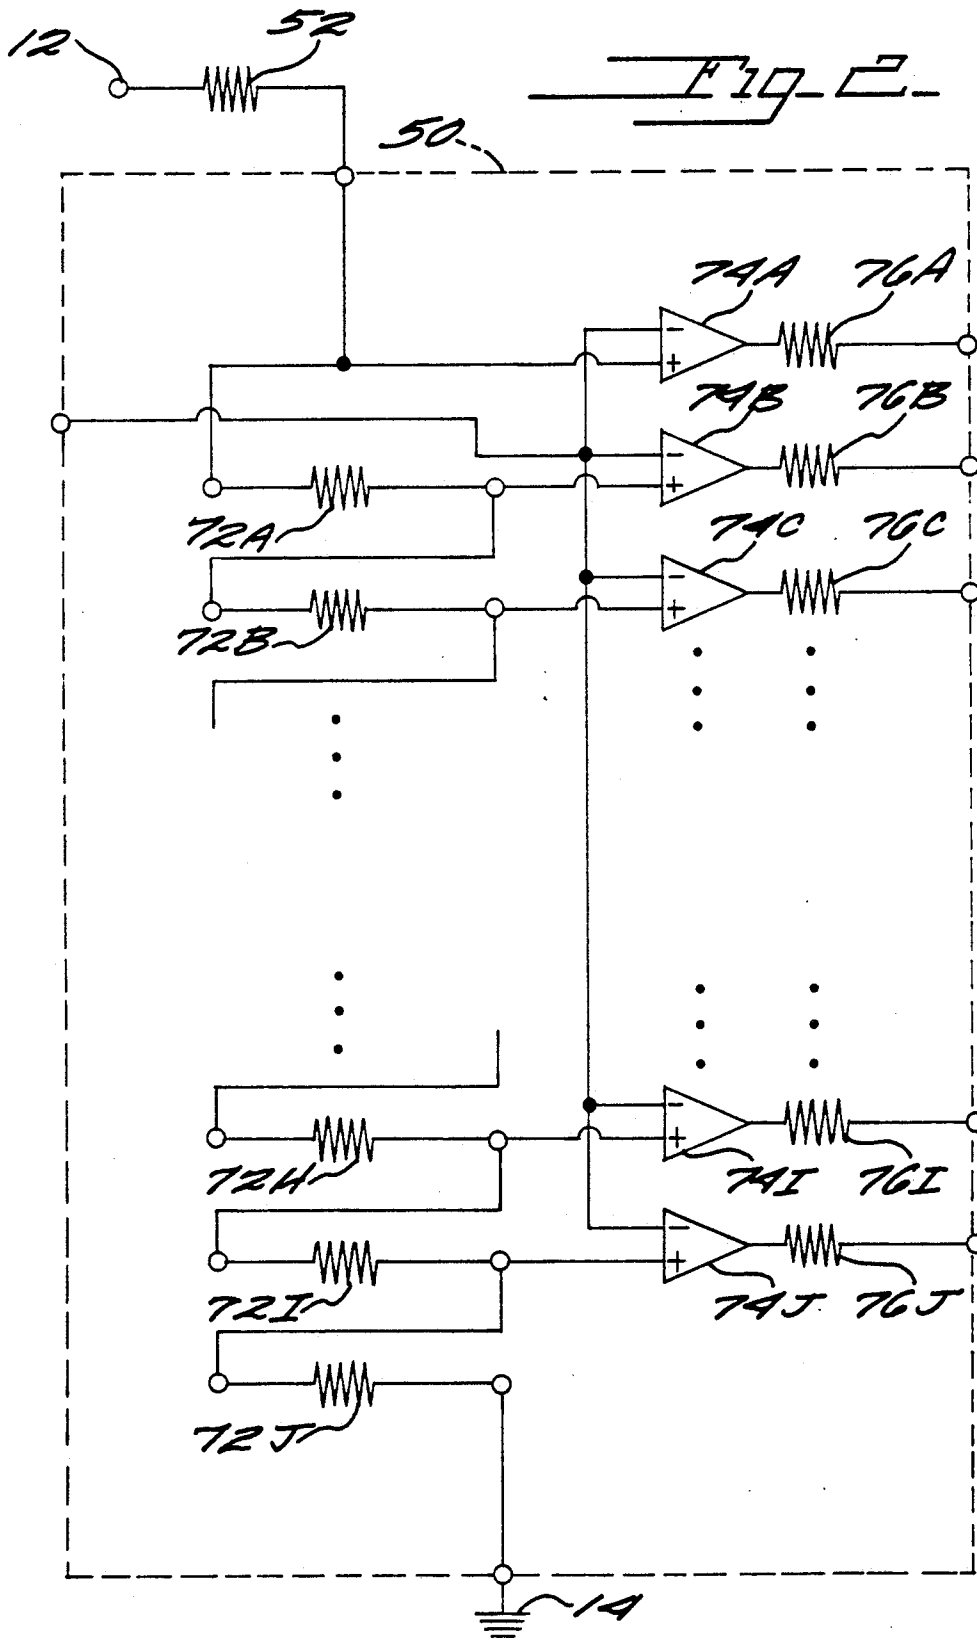 12
52
Fig. 2.
50
74A
76A
- +
74B
76B
- +
72A
74C
76C
- +
72B
- +
72H
74I
76I
- +
72I
74J
76J
72J
14